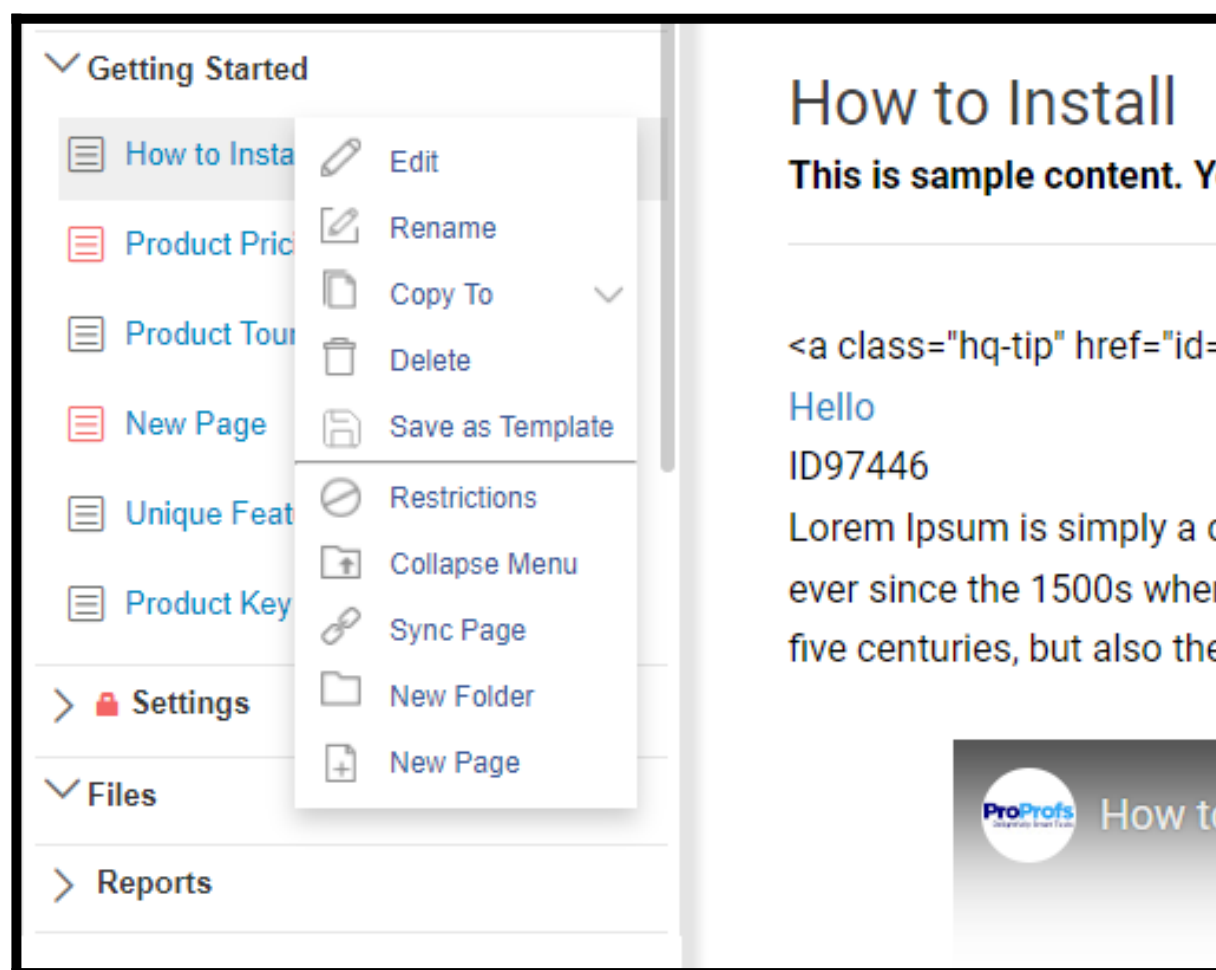 Getting Started
How to Insta
Product Pric
Product Tour
New Page
Unique Feat
Product Key
Settings
Files
Reports
Edit
Rename
Copy To
Delete
Save as Template
Restrictions
Collapse Menu
Sync Page
New Folder
New Page
How to Install
This is sample content. Y
<a class="hq-tip" href="id=
Hello
ID97446
Lorem Ipsum is simply a
ever since the 1500s whe
five centuries, but also the
ProProfs
How to